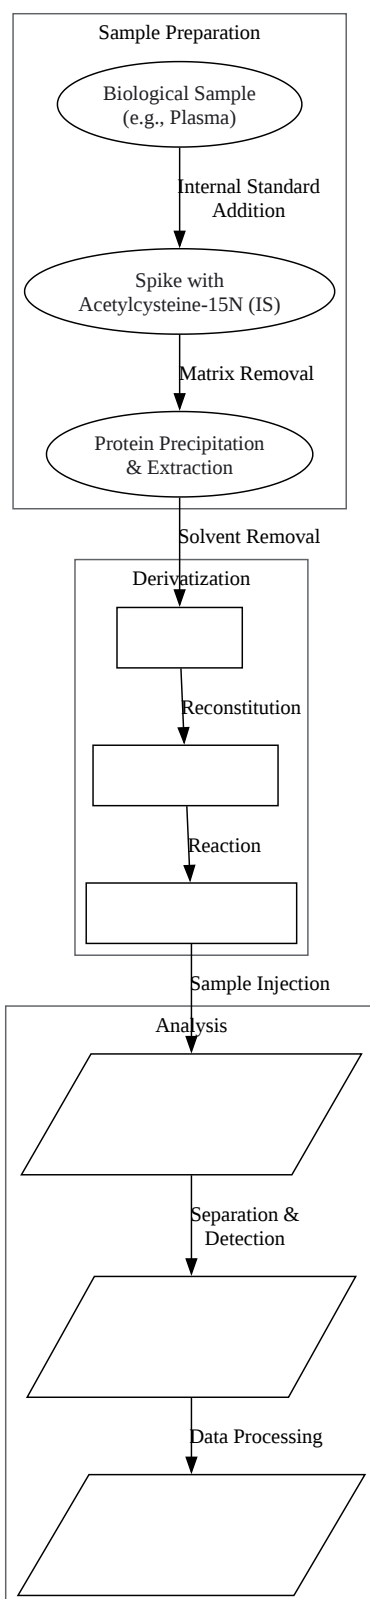 Sample Preparation
Biological Sample
(e.g., Plasma)
Internal Standard
Addition
Spike with
Acetylcysteine-15N (IS)
Matrix Removal
Protein Precipitation
& Extraction
Solvent Removal
Derivatization
Reconstitution
Reaction
Sample Injection
Analysis
Separation &
Detection
Data Processing